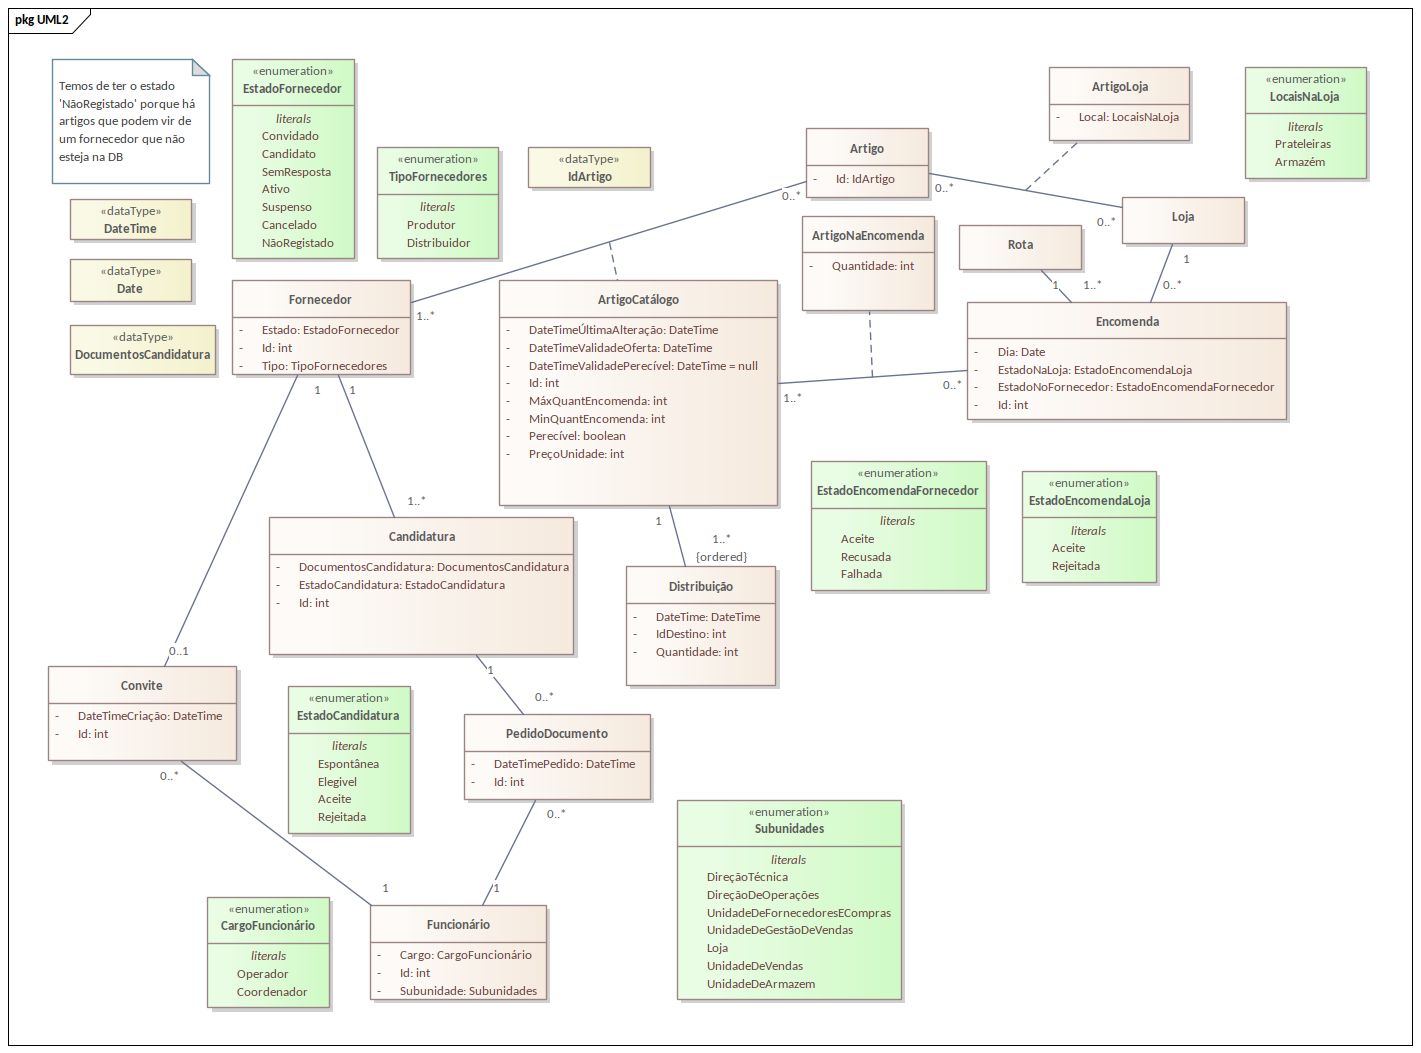 pkg UML2
Temos de ter o estado
'NãoRegistado' porque há
artigos que podem vir de
um fornecedor que não
esteja na DB
«enumeration»
EstadoFornecedor
literals
Convidado
Candidato
SemResposta
Ativo
Suspenso
Cancelado
NãoRegistado
«enumeration»
TipoFornecedores
literals
Produtor
Distribuidor
«dataType»
IdArtigo
«dataType»
DateTime
«dataType»
Date
«dataType»
DocumentosCandidatura
Artigo
- Id: IdArtigo
0..*
0..*
ArtigoLoja
- Local: LocaisNaLoja
«enumeration»
LocaisNaLoja
literals
Prateleiras
Armazém
Loja
0..*
1
0..*
Rota
1
1..*
ArtigoNaEncomenda
- Quantidade: int
Fornecedor
- Estado: EstadoFornecedor
- Id: int
- Tipo: TipoFornecedores
1..*
1
1
ArtigoCatálogo
- DateTimeÚltimaAlteração: DateTime
- DateTimeValidadeOferta: DateTime
- DateTimeValidadePerecível: DateTime = null
- Id: int
- MáxQuantEncomenda: int
- MinQuantEncomenda: int
- Perecível: boolean
- PreçoUnidade: int
1..*
0..*
Encomenda
- Dia: Date
- EstadoNaLoja: EstadoEncomendaLoja
- EstadoNoFornecedor: EstadoEncomendaFornecedor
- Id: int
«enumeration»
EstadoEncomendaFornecedor
literals
Aceite
Recusada
Falhada
«enumeration»
EstadoEncomendaLoja
literals
Aceite
Rejeitada
1..*
Candidatura
- DocumentosCandidatura: DocumentosCandidatura
- EstadoCandidatura: EstadoCandidatura
- Id: int
1
1..*
{ordered}
Distribuição
- DateTime: DateTime
- IdDestino: int
- Quantidade: int
0..1
Convite
- DateTimeCriação: DateTime
- Id: int
0..*
«enumeration»
EstadoCandidatura
literals
Espontânea
Elegivel
Aceite
Rejeitada
1
0..*
PedidoDocumento
- DateTimePedido: DateTime
- Id: int
0..*
«enumeration»
Subunidades
literals
DireçãoTécnica
DireçãoDeOperações
UnidadeDeFornecedoresECompras
UnidadeDeGestãoDeVendas
Loja
UnidadeDeVendas
UnidadeDeArmazem
«enumeration»
CargoFuncionário
literals
Operador
Coordenador
1
1
Funcionário
- Cargo: CargoFuncionário
- Id: int
- Subunidade: Subunidades